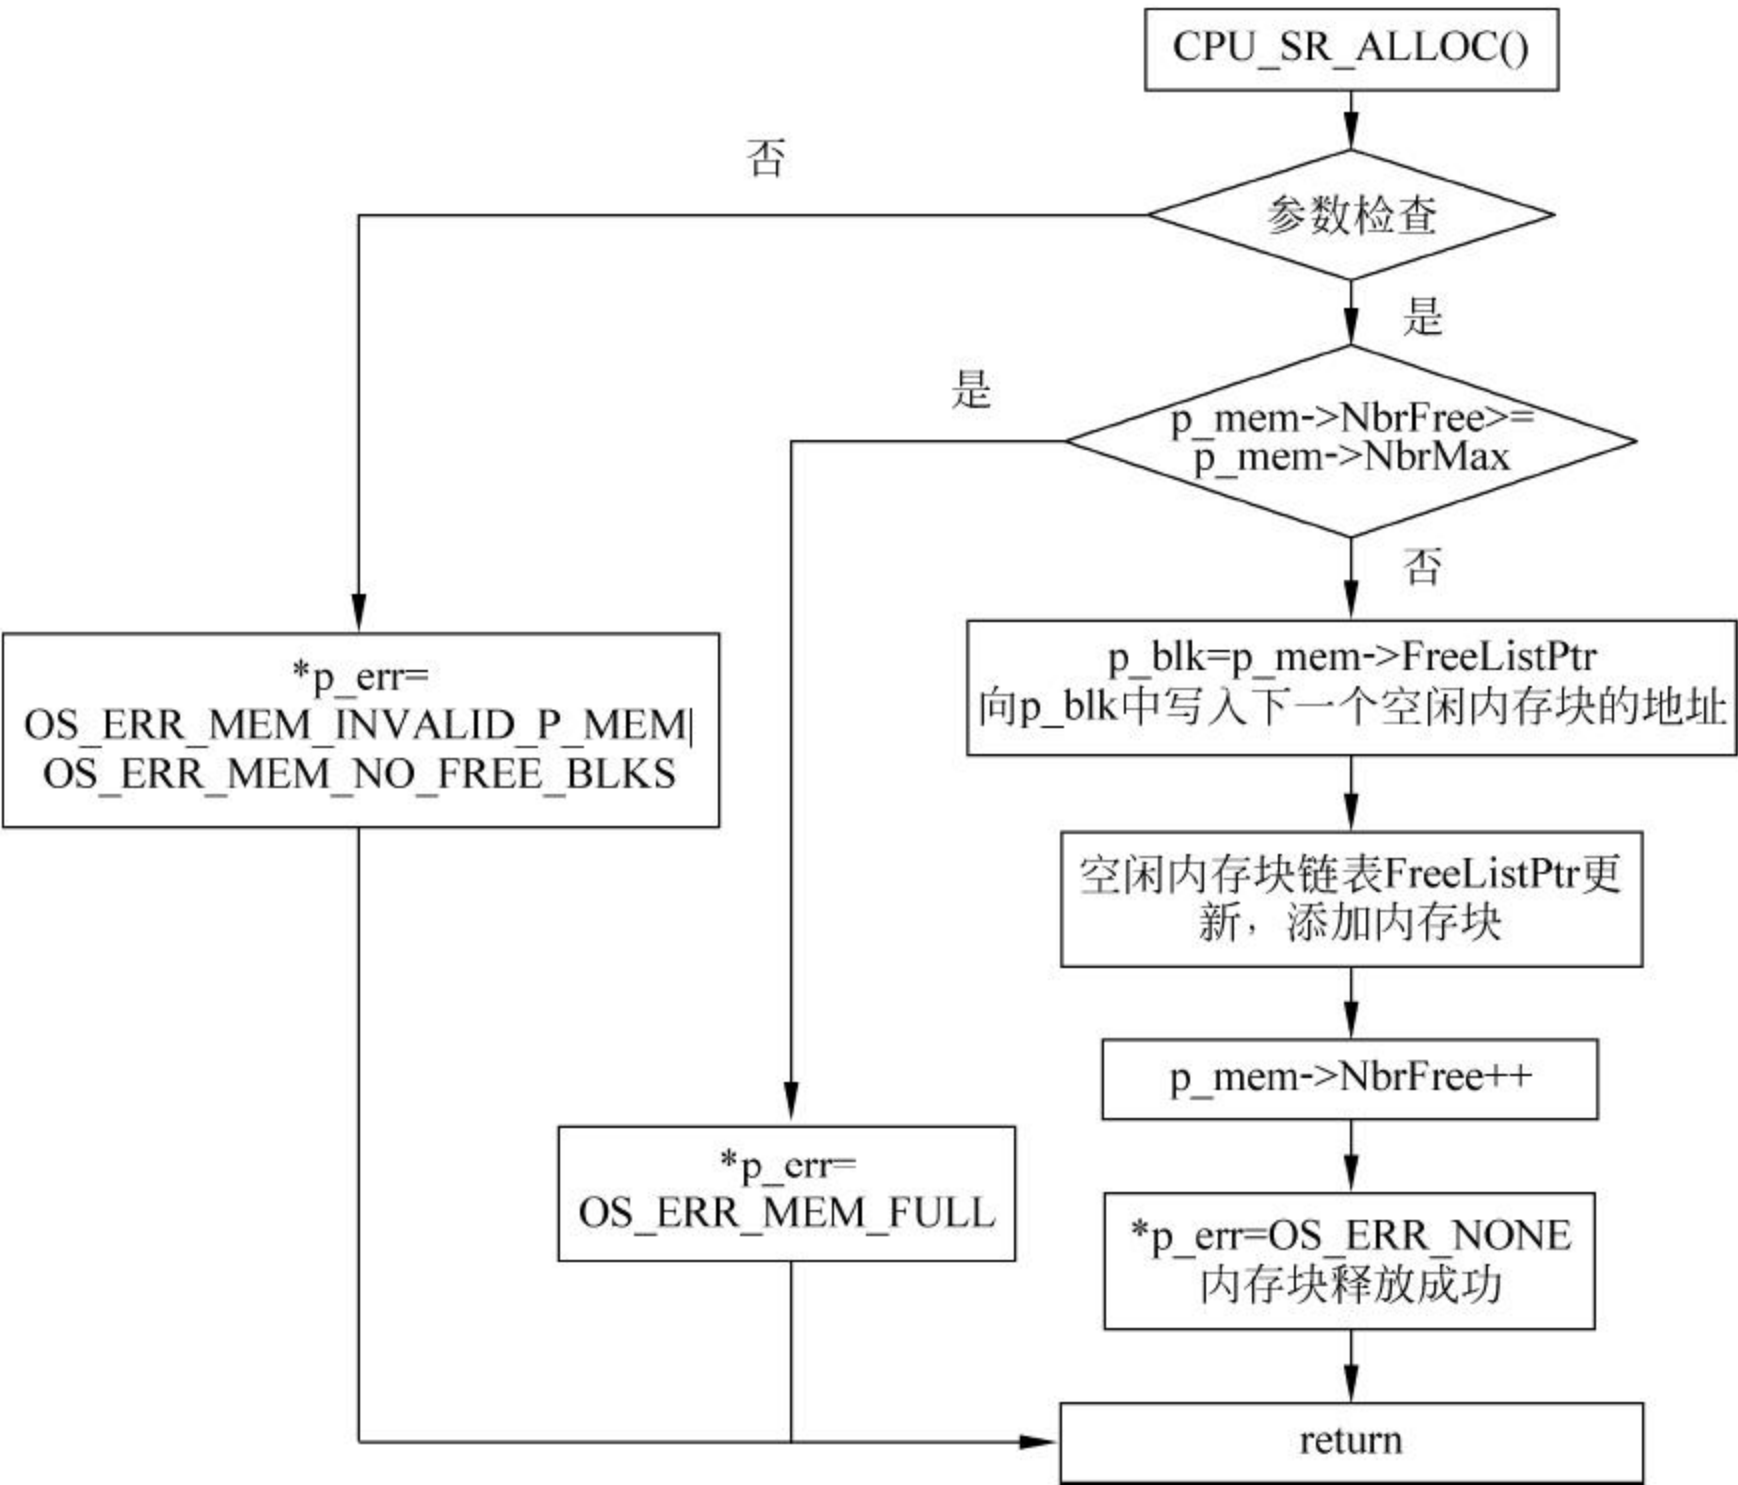 CPU_SR_ALLOC()
否
参数检查
是
是
p_mem->NbrFree>=
p_mem->NbrMax
否
*p_err=
OS_ERR_MEM_INVALID_P_MEM|
OS_ERR_MEM_NO_FREE_BLKS
p_blk=p_mem->FreeListPtr
向p_blk中写入下一个空闲内存块的地址
空闲内存块链表FreeListPtr更
新，添加内存块
p_mem->NbrFree++
*p_err=
OS_ERR_MEM_FULL
*p_err=OS_ERR_NONE
内存块释放成功
return